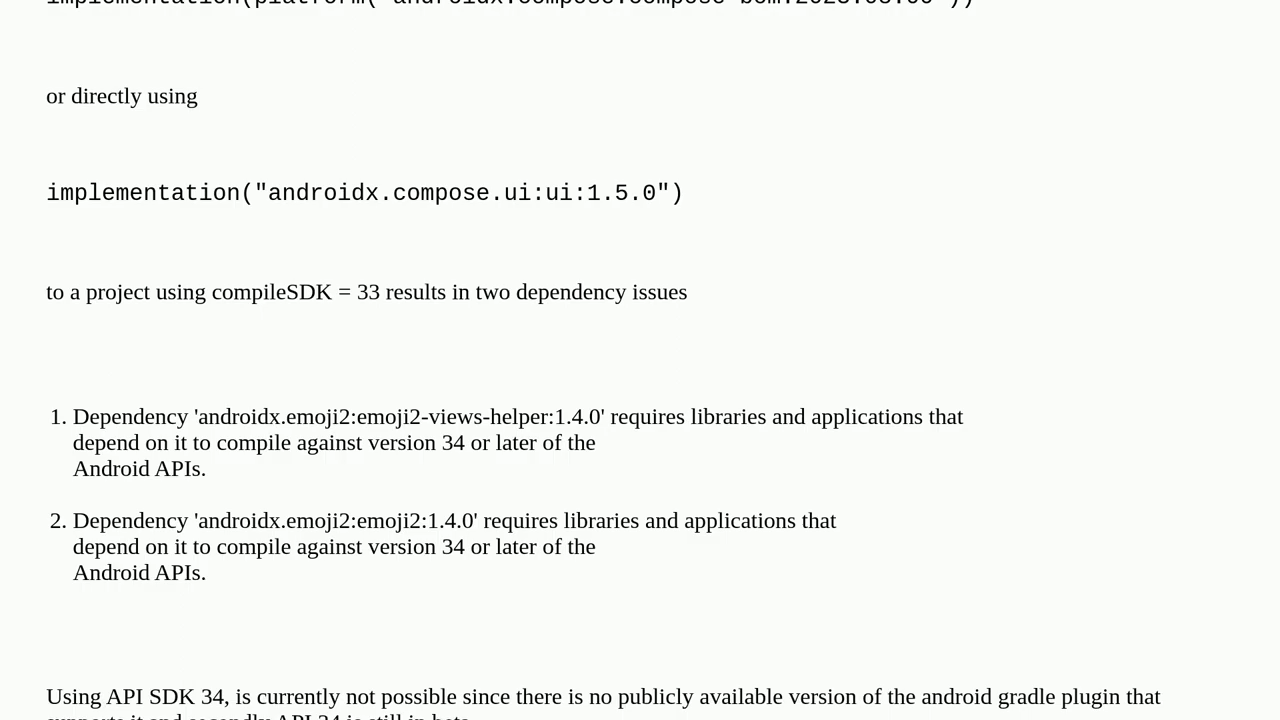 or directly using
implementation("androidx.compose.ui:ui:1.5.0")
to a project using compileSDK = 33 results in two dependency issues
1. Dependency 'androidx.emoji2:emoji2-views-helper:1.4.0' requires libraries and applications that
depend on it to compile against version 34 or later of the
Android APIs.
2. Dependency 'androidx.emoji2:emoji2:1.4.0' requires libraries and applications that
depend on it to compile against version 34 or later of the
Android APIs.
Using API SDK 34, is currently not possible since there is no publicly available version of the android gradle plugin that